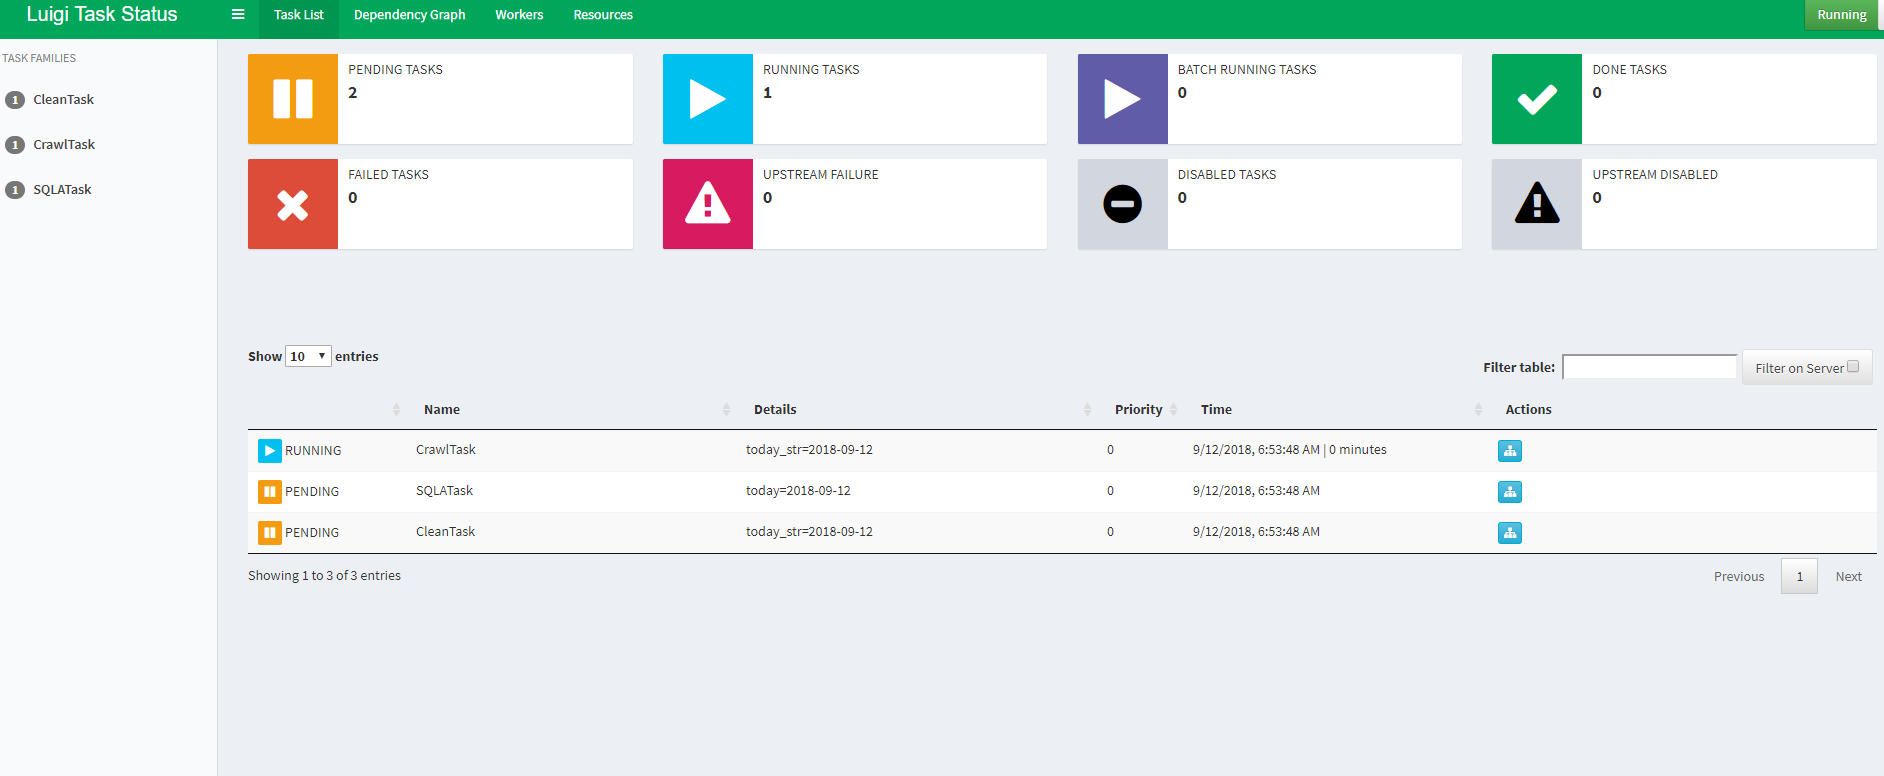 Luigi Task Status
Task List Dependency Graph Workers Resources Running
TASK FAMILIES
1 CleanTask
1 CrawlTask
1 SQLATask
PENDING TASKS
2
RUNNING TASKS
1
BATCH RUNNING TASKS
0
DONE TASKS
0
FAILED TASKS
0
UPSTREAM FAILURE
0
DISABLED TASKS
0
UPSTREAM DISABLED
0
Show 10 entries
Filter table: Filter on Server
Name Details Priority Time Actions
RUNNING CrawlTask today_str=2018-09-12 0 9/12/2018, 6:53:48 AM | 0 minutes
PENDING SQLATask today=2018-09-12 0 9/12/2018, 6:53:48 AM
PENDING CleanTask today_str=2018-09-12 0 9/12/2018, 6:53:48 AM
Showing 1 to 3 of 3 entries
Previous 1 Next